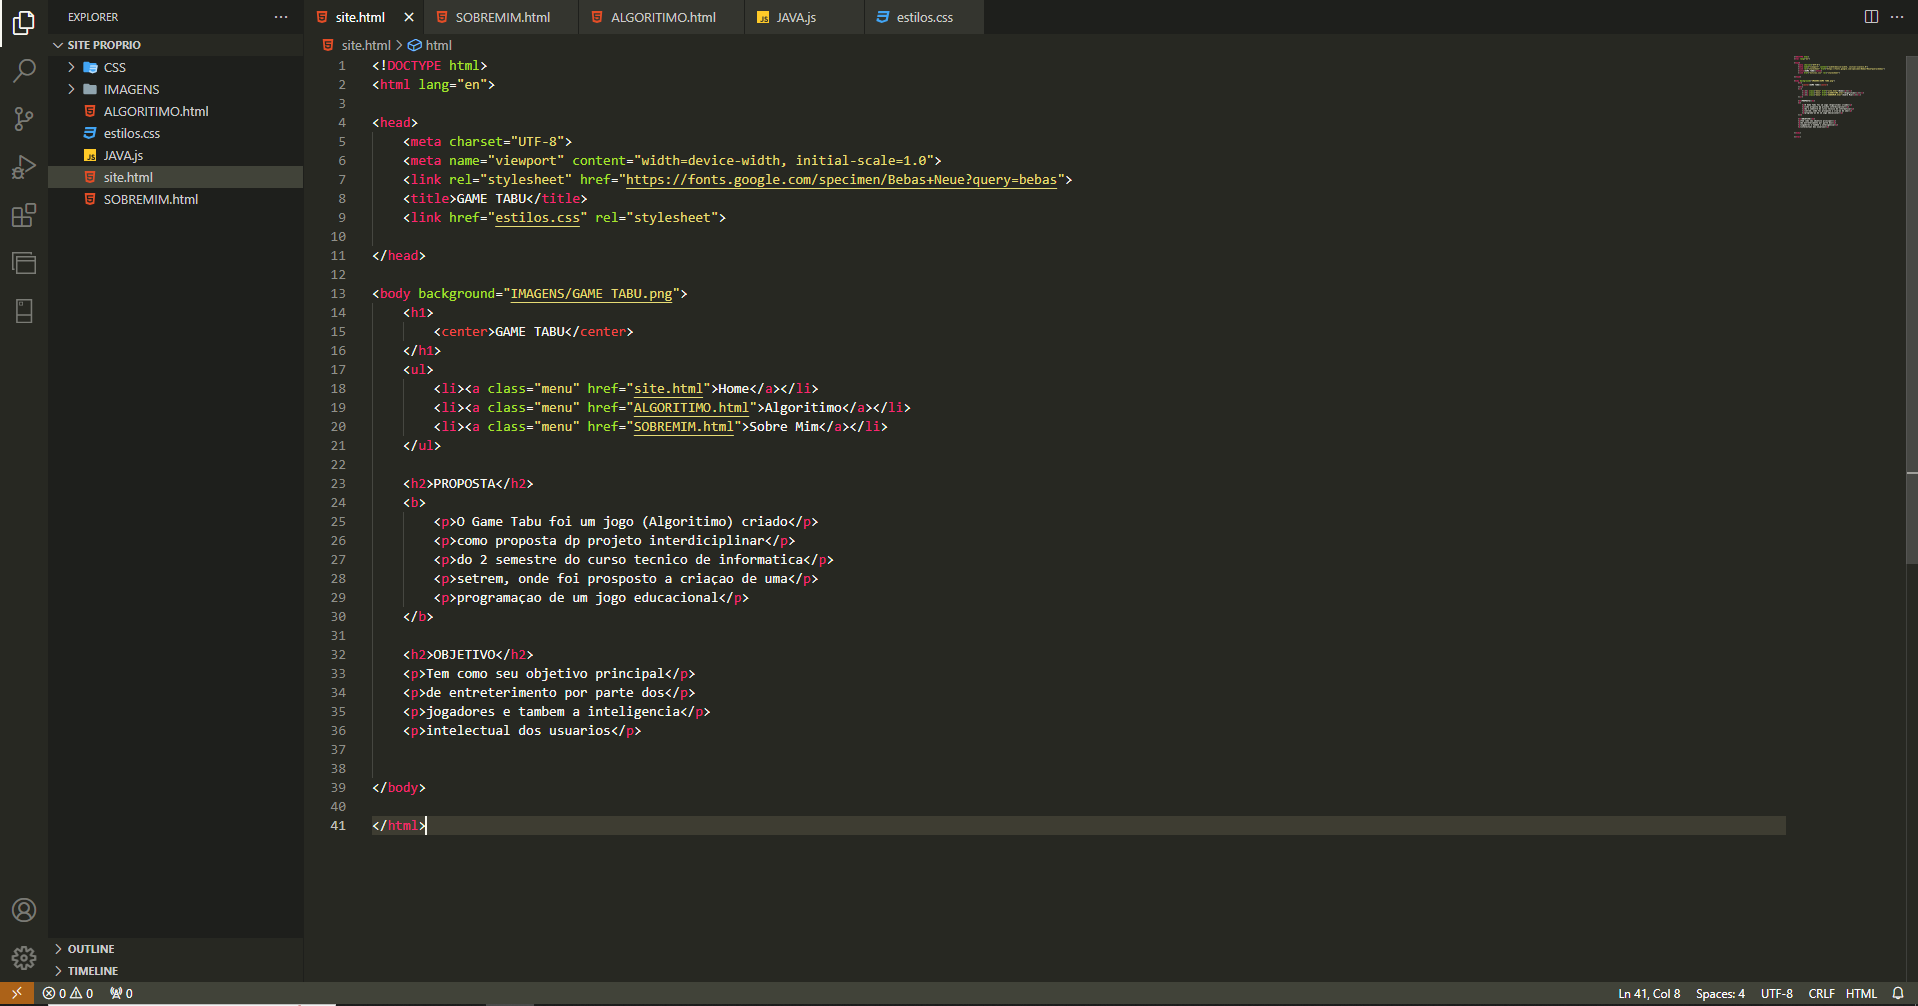 EXPLORER
SITE PROPRIO
CSS
IMAGENS
ALGORITIMO.html
estilos.css
JAVA.js
site.html
SOBREMIM.html
OUTLINE
TIMELINE
site.html SOBREMIM.html ALGORITIMO.html JAVA.js estilos.css
site.html > html
1 <!DOCTYPE html>
2 <html lang="en">
3
4 <head>
5 <meta charset="UTF-8">
6 <meta name="viewport" content="width=device-width, initial-scale=1.0">
7 <link rel="stylesheet" href="https://fonts.google.com/specimen/Bebas+Neue?query=bebas">
8 <title>GAME TABU</title>
9 <link href="estilos.css" rel="stylesheet">
10
11 </head>
12
13 <body background="IMAGENS/GAME TABU.png">
14 <h1>
15 <center>GAME TABU</center>
16 </h1>
17 <ul>
18 <li><a class="menu" href="site.html">Home</a></li>
19 <li><a class="menu" href="ALGORITIMO.html">Algoritimo</a></li>
20 <li><a class="menu" href="SOBREMIM.html">Sobre Mim</a></li>
21 </ul>
22
23 <h2>PROPOSTA</h2>
24 <b>
25 <p>O Game Tabu foi um jogo (Algoritimo) criado</p>
26 <p>como proposta dp projeto interdiciplinar</p>
27 <p>do 2 semestre do curso tecnico de informatica</p>
28 <p>setrem, onde foi prosposto a criaçao de uma</p>
29 <p>programaçao de um jogo educacional</p>
30 </b>
31
32 <h2>OBJETIVO</h2>
33 <p>Tem como seu objetivo principal</p>
34 <p>de entreterimento por parte dos</p>
35 <p>jogadores e tambem a inteligencia</p>
36 <p>intelectual dos usuarios</p>
37
38
39 </body>
40
41 </html>
0 0 0 Ln 41, Col 8 Spaces: 4 UTF-8 CRLF HTML